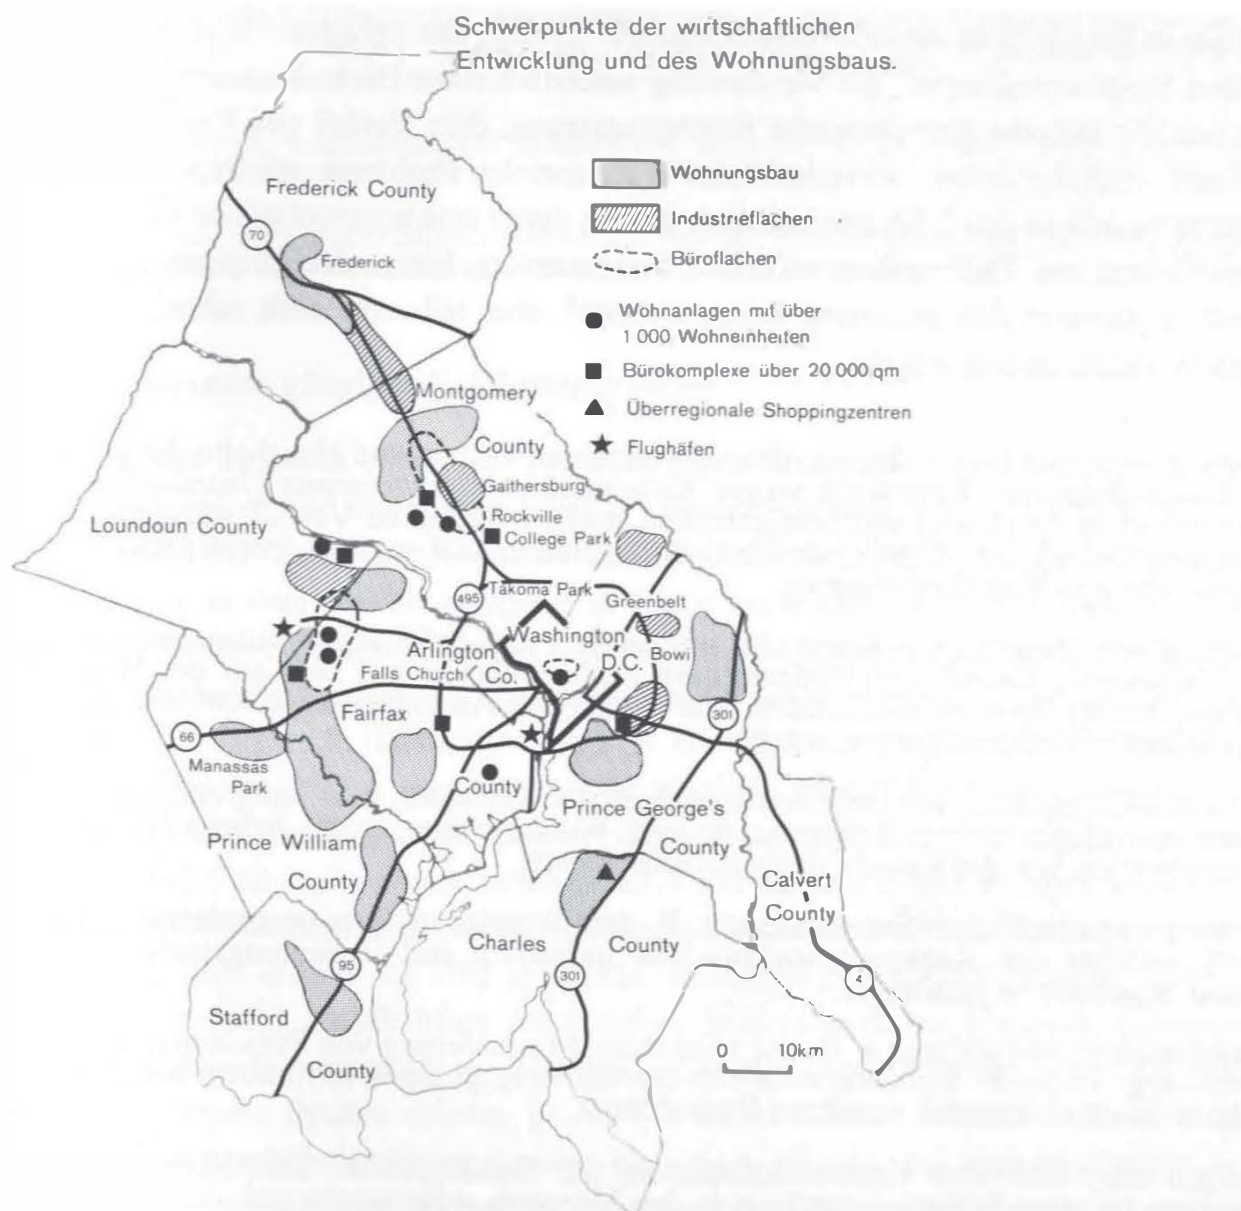 Schwerpunkte der wirtschaftlichen
Entwicklung und des Wohnungsbaus.
Wohnungsbau
Industrieflachen
Büroflachen
Wohnanlagen mit über
1 000 Wohneinheiten
Bürokomplexe über 20 000 qm
Überregionale Shoppingzentren
Flughäfen
Frederick County
70
Frederick
Montgomery
County
Gaithersburg
Rockville
College Park
Loundoun County
495
Takoma Park
Greenbelt
Washington
D.C.
Bowi
Arlington
Co.
Falls Church
Fairfax
66
301
Manassas
Park
County
Prince George's
County
Prince William
County
Calvert
County
Charles
County
95
301
4
Stafford
County
0 10km